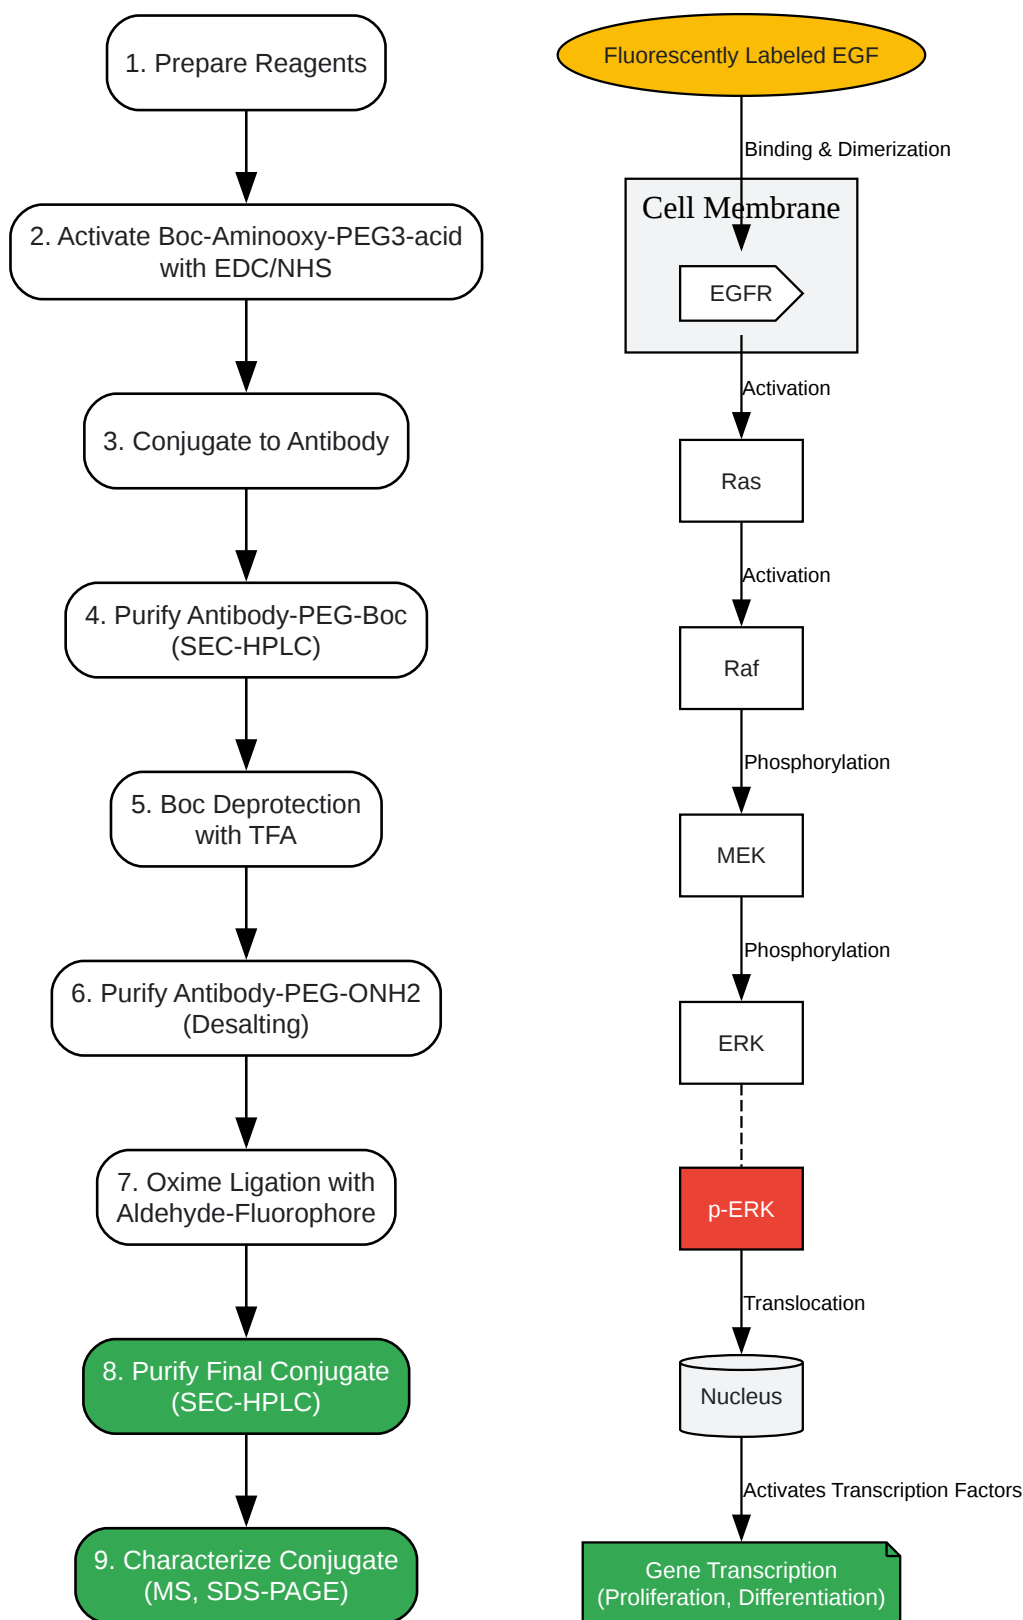 1. Prepare Reagents
2. Activate Boc-Aminooxy-PEG3-acid
with EDC/NHS
3. Conjugate to Antibody
4. Purify Antibody-PEG-Boc
(SEC-HPLC)
5. Boc Deprotection
with TFA
6. Purify Antibody-PEG-ONH2
(Desalting)
7. Oxime Ligation with
Aldehyde-Fluorophore
8. Purify Final Conjugate
(SEC-HPLC)
9. Characterize Conjugate
(MS, SDS-PAGE)
Fluorescently Labeled EGF
Binding & Dimerization
Cell Membrane
EGFR
Activation
Ras
Activation
Raf
Phosphorylation
MEK
Phosphorylation
ERK
p-ERK
Translocation
Nucleus
Activates Transcription Factors
Gene Transcription
(Proliferation, Differentiation)